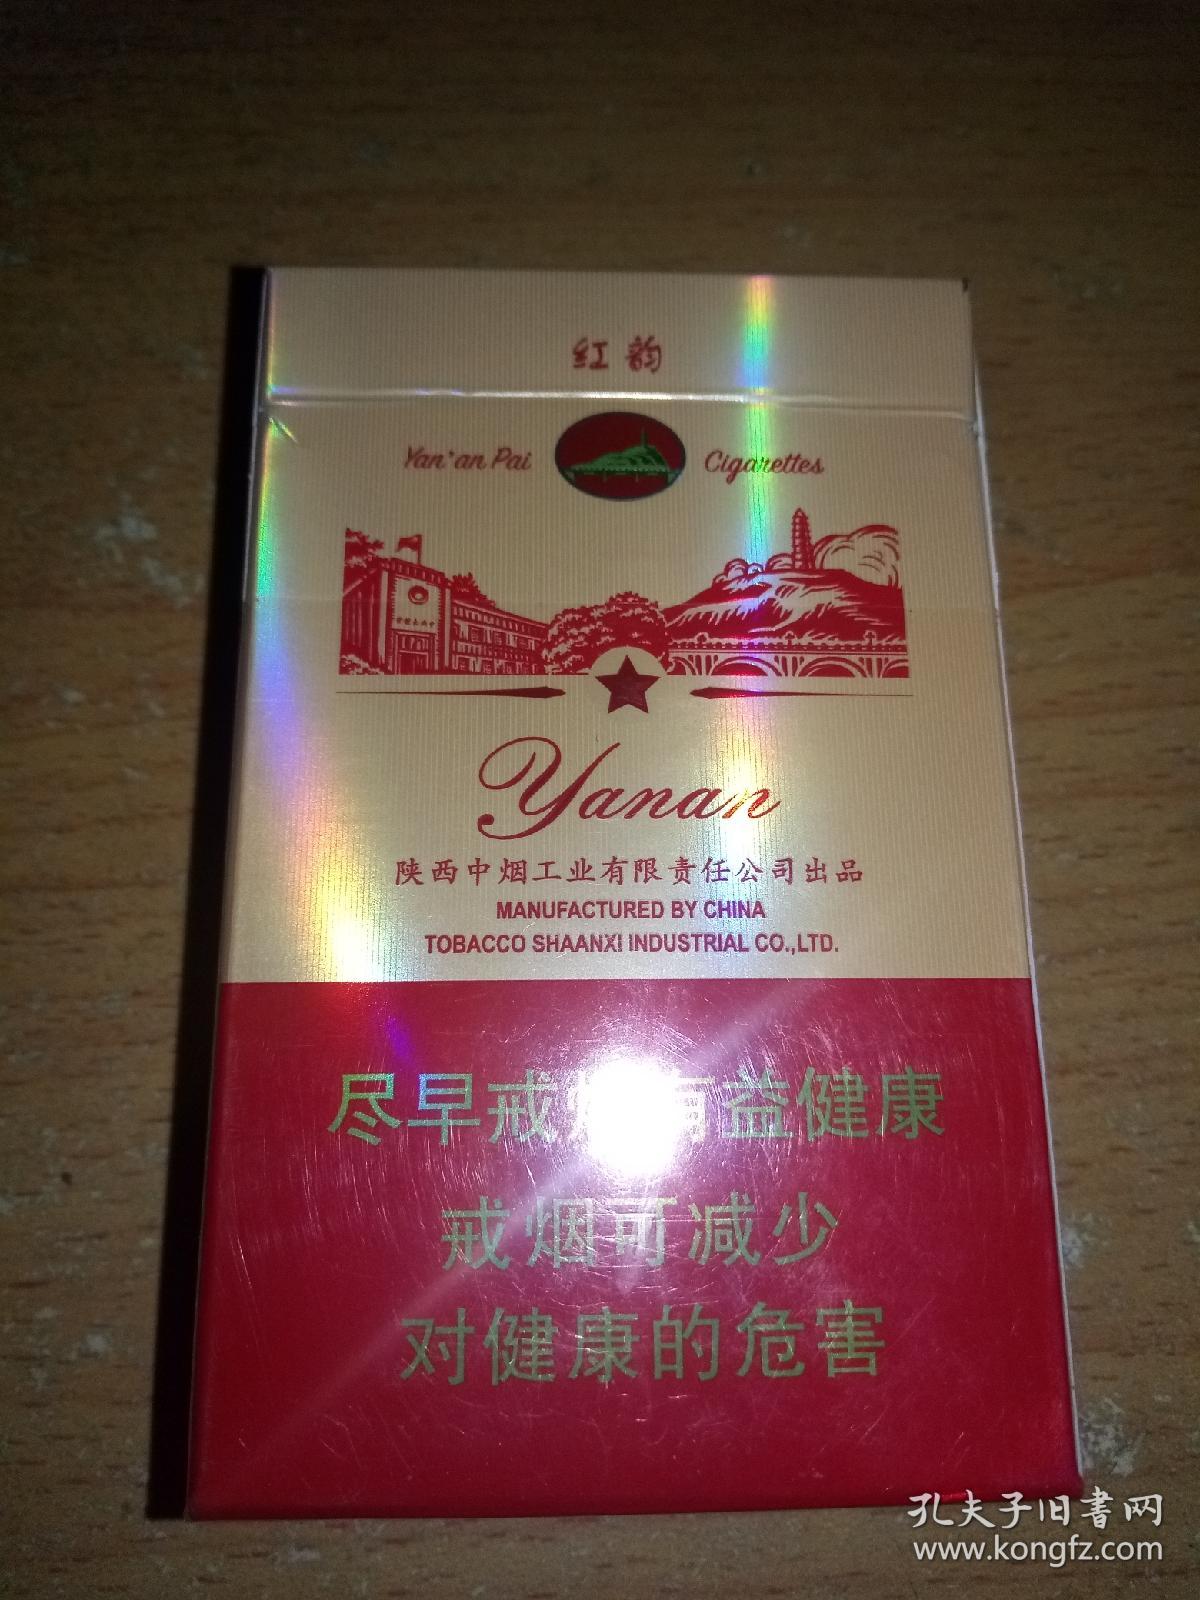 红韵
Yan'an Pai Cigarettes
Yanan
陕西中烟工业有限责任公司出品
MANUFACTURED BY CHINA
TOBACCO SHAANXI INDUSTRIAL CO.,LTD.
尽早戒烟有益健康
戒烟可减少
对健康的危害
孔夫子旧书网
www.kongfz.com